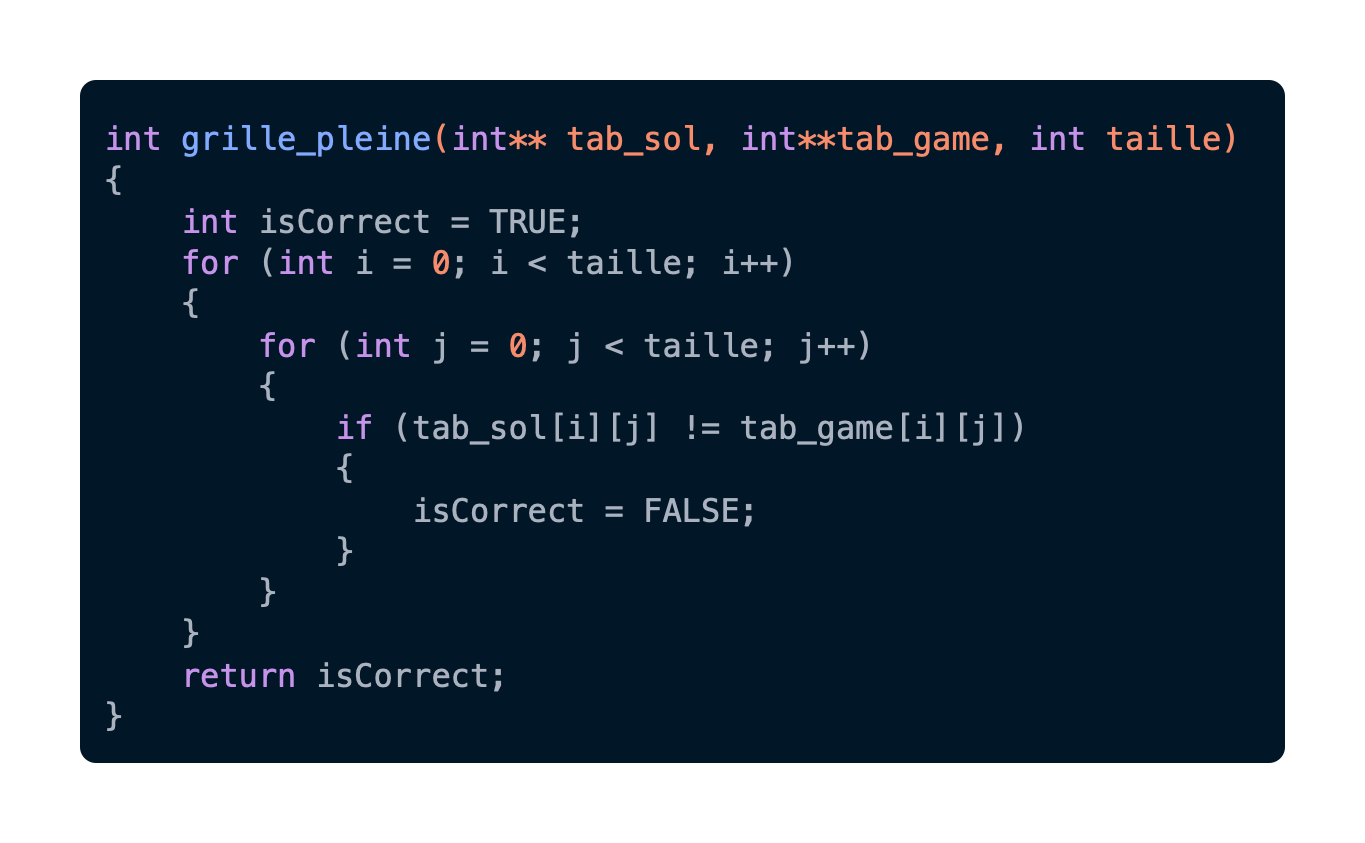 int grille_pleine(int** tab_sol, int**tab_game, int taille)
{
    int isCorrect = TRUE;
    for (int i = 0; i < taille; i++)
    {
        for (int j = 0; j < taille; j++)
        {
            if (tab_sol[i][j] != tab_game[i][j])
            {
                isCorrect = FALSE;
            }
        }
    }
    return isCorrect;
}